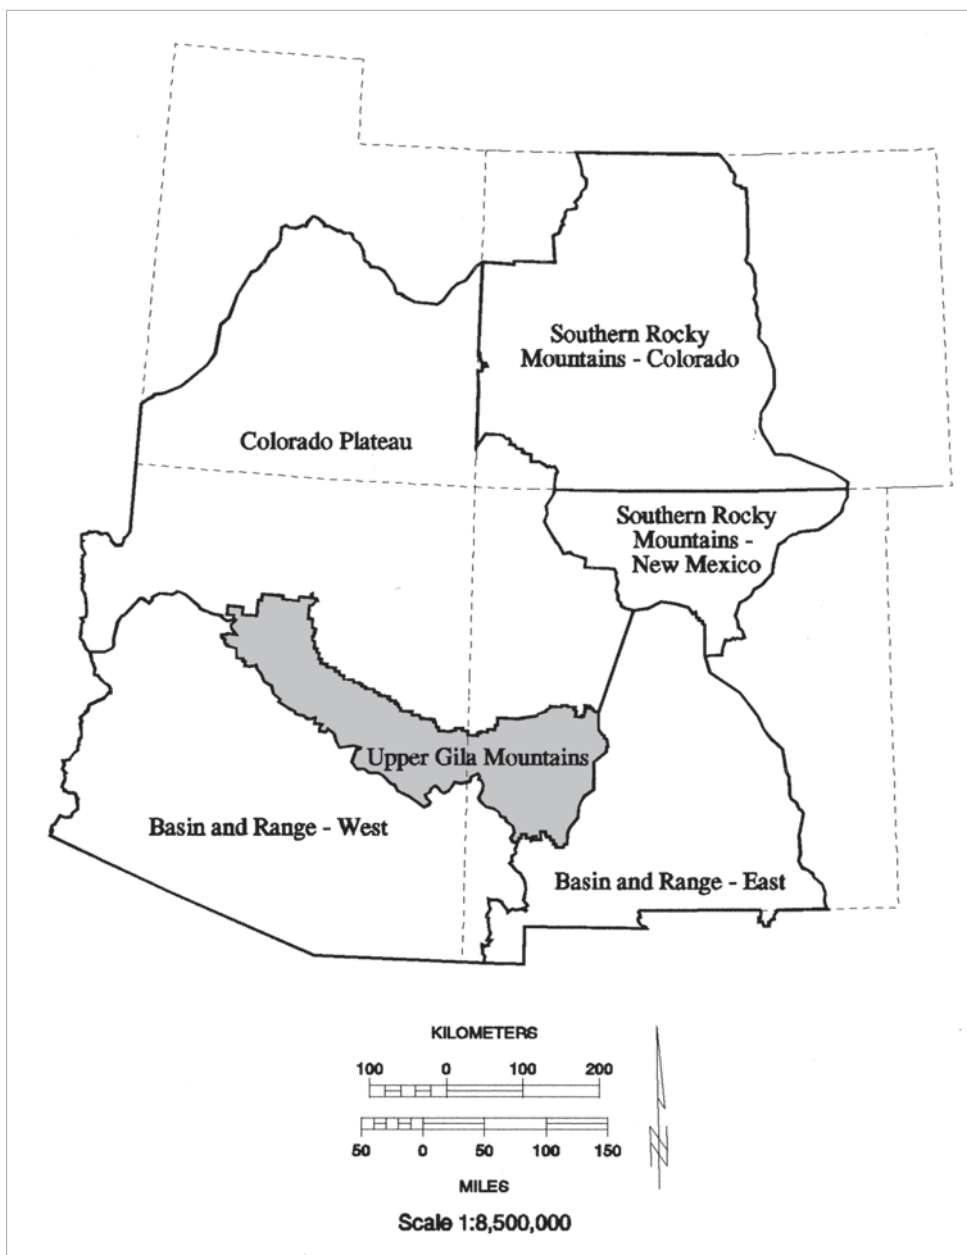 Southern Rocky
Mountains - Colorado
Colorado Plateau
Southern Rocky
Mountains -
New Mexico
Upper Gila Mountains
Basin and Range - West
Basin and Range - East
KILOMETERS
100 0 100 200
50 0 50 100 150
MILES
Scale 1:8,500,000